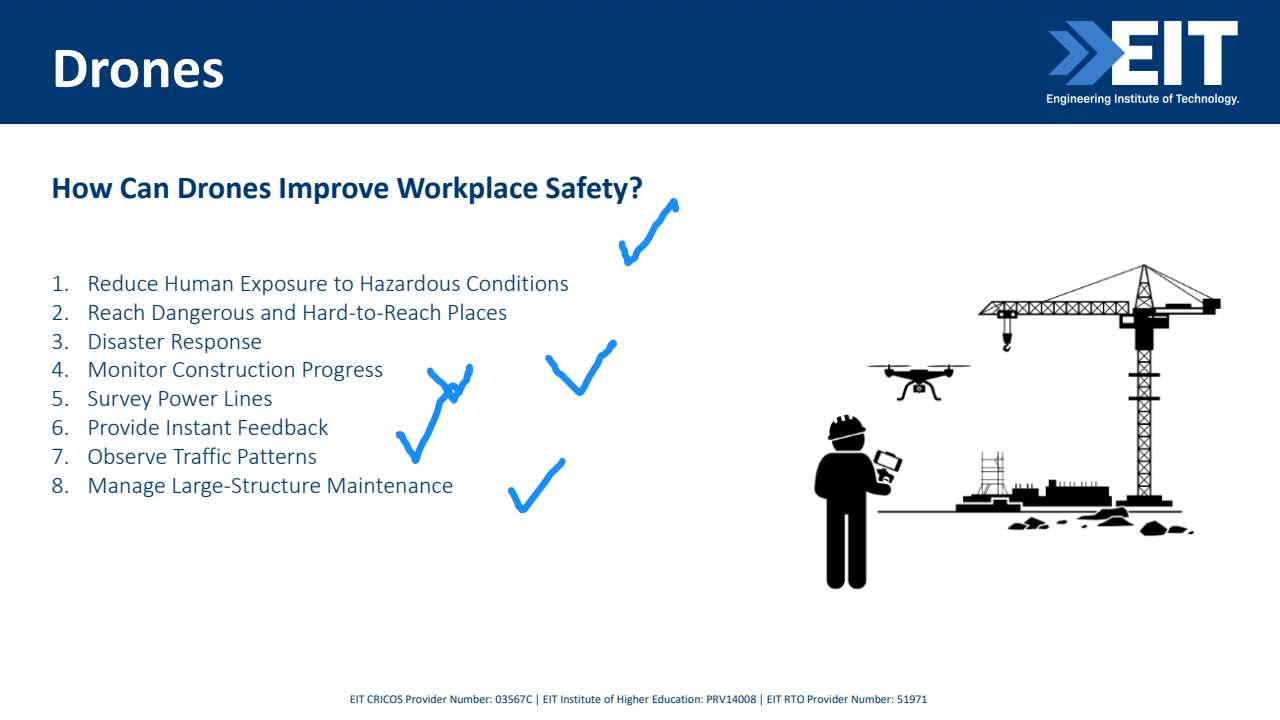 Drones
EIT
Engineering Institute of Technology.
How Can Drones Improve Workplace Safety?
1. Reduce Human Exposure to Hazardous Conditions
2. Reach Dangerous and Hard-to-Reach Places
3. Disaster Response
4. Monitor Construction Progress
5. Survey Power Lines
6. Provide Instant Feedback
7. Observe Traffic Patterns
8. Manage Large-Structure Maintenance
EIT CRICOS Provider Number: 03567C | EIT Institute of Higher Education: PRV14008 | EIT RTO Provider Number: 51971